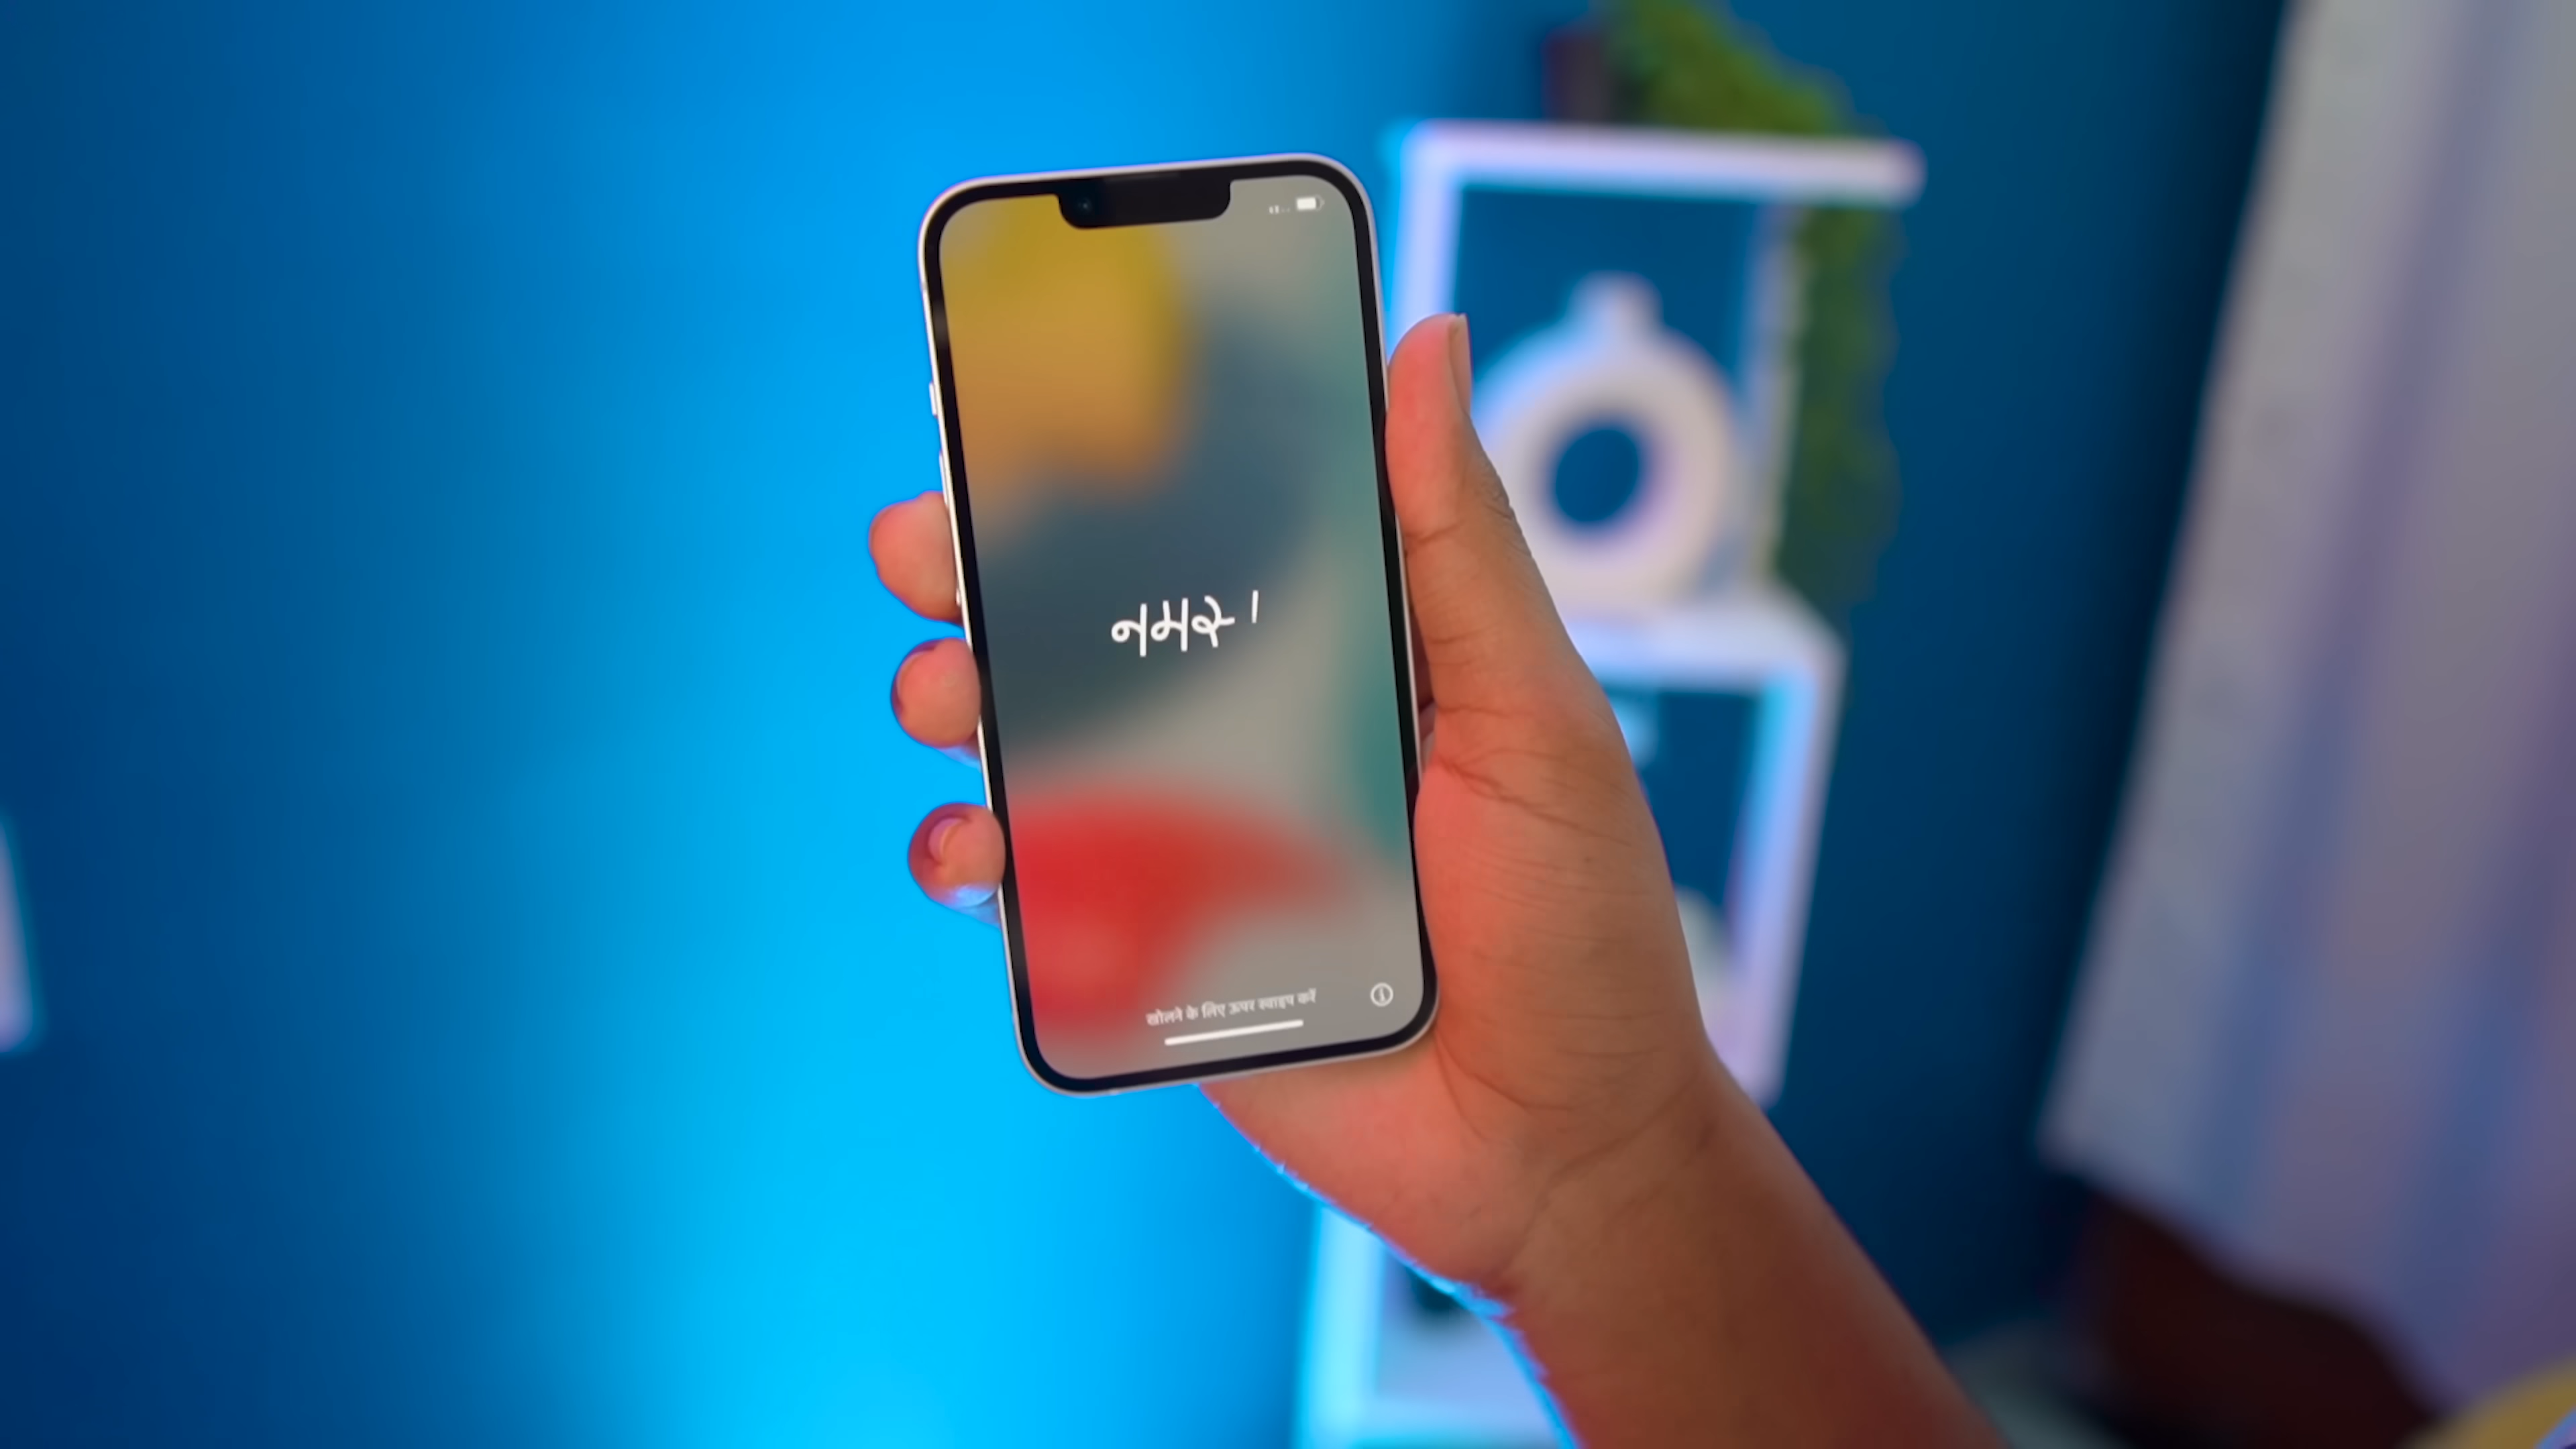 नमस्
खोलने के लिए ऊपर स्वाइप करें